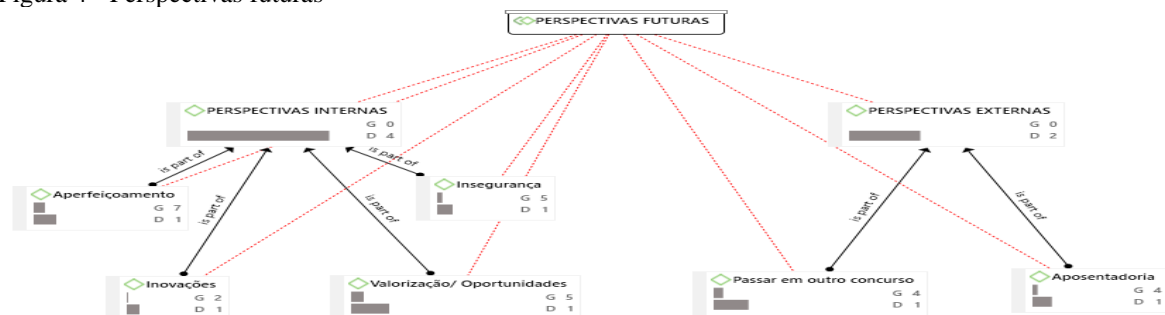 Figura 4 - Perspectivas futuras
PERSPECTIVAS FUTURAS
PERSPECTIVAS INTERNAS
G 0
D 4
PERSPECTIVAS EXTERNAS
G 0
D 2
is part of
is part of
is part of
is part of
is part of
is part of
Aperfeiçoamento
G 7
D 1
Insegurança
G 5
D 1
Inovações
G 2
D 1
Valorização/ Oportunidades
G 5
D 1
Passar em outro concurso
G 4
D 1
Aposentadoria
G 4
D 1